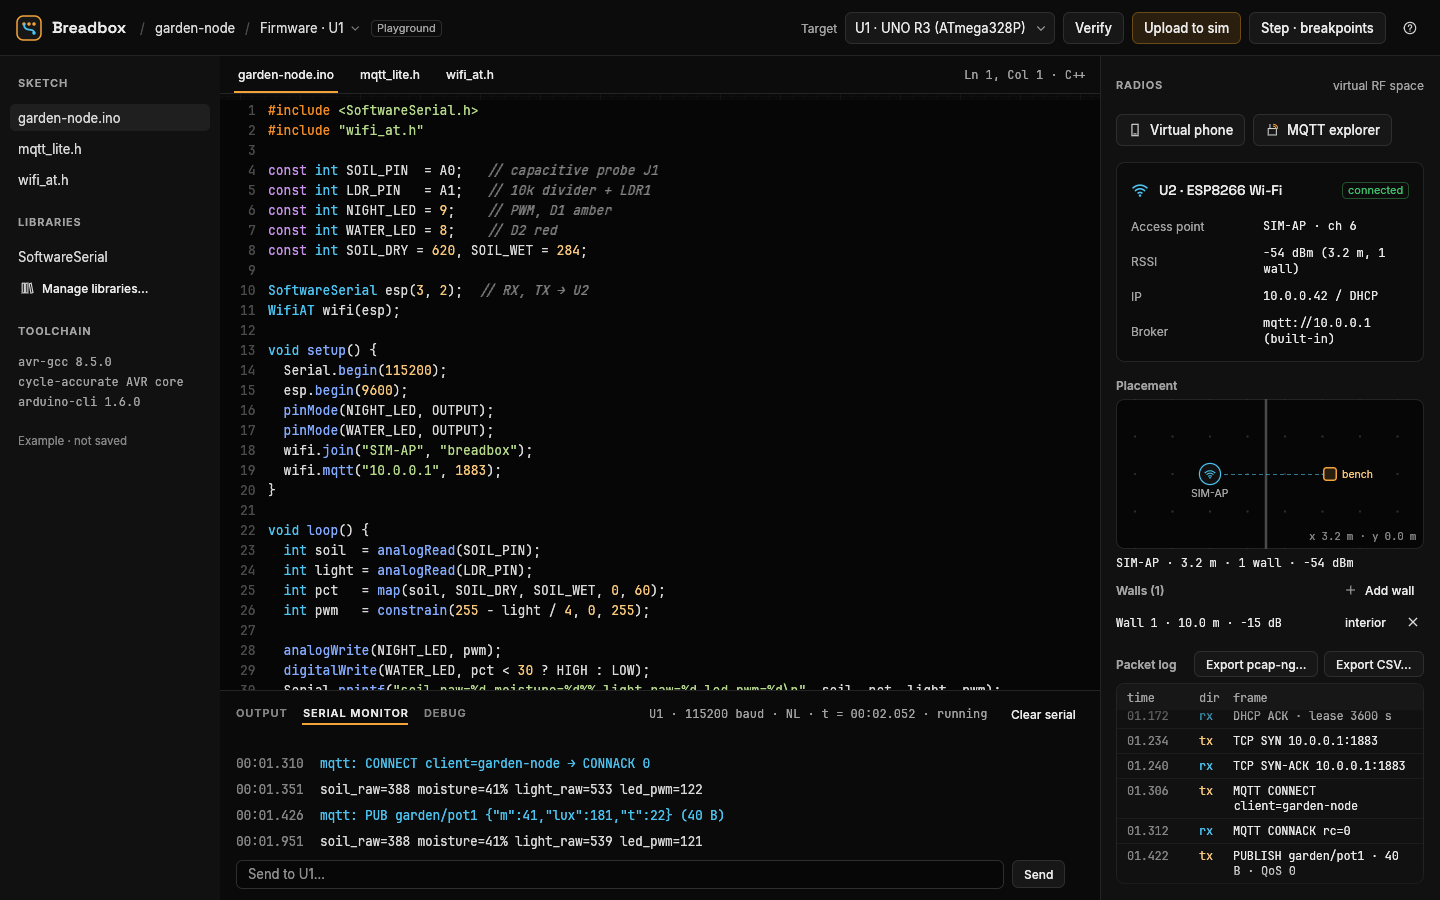 Breadbox / garden-node / Firmware · U1 Playground
Target U1 · UNO R3 (ATmega328P) Verify Upload to sim Step · breakpoints
SKETCH
garden-node.ino
mqtt_lite.h
wifi_at.h
LIBRARIES
SoftwareSerial
Manage libraries...
TOOLCHAIN
avr-gcc 8.5.0
cycle-accurate AVR core
arduino-cli 1.6.0
Example · not saved
garden-node.ino mqtt_lite.h wifi_at.h Ln 1, Col 1 · C++
1 #include <SoftwareSerial.h>
2 #include "wifi_at.h"
3
4 const int SOIL_PIN  = A0;   // capacitive probe J1
5 const int LDR_PIN   = A1;   // 10k divider + LDR1
6 const int NIGHT_LED = 9;    // PWM, D1 amber
7 const int WATER_LED = 8;    // D2 red
8 const int SOIL_DRY = 620, SOIL_WET = 284;
9
10 SoftwareSerial esp(3, 2);  // RX, TX → U2
11 WifiAT wifi(esp);
12
13 void setup() {
14   Serial.begin(115200);
15   esp.begin(9600);
16   pinMode(NIGHT_LED, OUTPUT);
17   pinMode(WATER_LED, OUTPUT);
18   wifi.join("SIM-AP", "breadbox");
19   wifi.mqtt("10.0.0.1", 1883);
20 }
21
22 void loop() {
23   int soil  = analogRead(SOIL_PIN);
24   int light = analogRead(LDR_PIN);
25   int pct   = map(soil, SOIL_DRY, SOIL_WET, 0, 60);
26   int pwm   = constrain(255 - light / 4, 0, 255);
27
28   analogWrite(NIGHT_LED, pwm);
29   digitalWrite(WATER_LED, pct < 30 ? HIGH : LOW);
30   Serial.printf("soil_raw=%d moisture=%d%% light_raw=%d led_pwm=%d\n", soil, pct, light, pwm);
OUTPUT SERIAL MONITOR DEBUG U1 · 115200 baud · NL · t = 00:02.052 · running Clear serial
00:01.310 mqtt: CONNECT client=garden-node → CONNACK 0
00:01.351 soil_raw=388 moisture=41% light_raw=533 led_pwm=122
00:01.426 mqtt: PUB garden/pot1 {"m":41,"lux":181,"t":22} (40 B)
00:01.951 soil_raw=388 moisture=41% light_raw=539 led_pwm=121
Send to U1... Send
RADIOS virtual RF space
Virtual phone MQTT explorer
U2 · ESP8266 Wi-Fi connected
Access point SIM-AP · ch 6
RSSI -54 dBm (3.2 m, 1
wall)
IP 10.0.0.42 / DHCP
Broker mqtt://10.0.0.1
(built-in)
Placement
bench
SIM-AP
x 3.2 m · y 0.0 m
SIM-AP · 3.2 m · 1 wall · -54 dBm
Walls (1) + Add wall
Wall 1 · 10.0 m · -15 dB interior ×
Packet log Export pcap-ng... Export CSV...
time dir frame
01.172 rx DHCP ACK · lease 3600 s
01.234 tx TCP SYN 10.0.0.1:1883
01.240 rx TCP SYN-ACK 10.0.0.1:1883
01.306 tx MQTT CONNECT
client=garden-node
01.312 rx MQTT CONNACK rc=0
01.422 tx PUBLISH garden/pot1 · 40
B · QoS 0